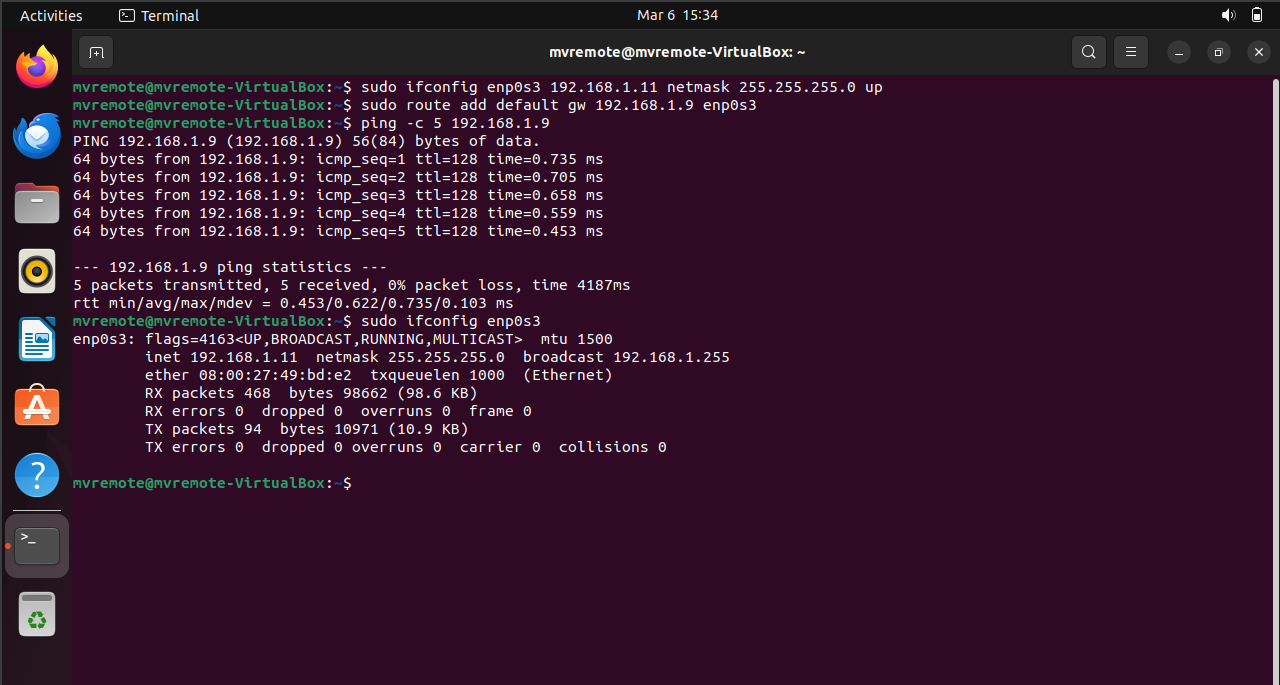 Activities Terminal Mar 6 15:34
mvremote@mvremote-VirtualBox: ~
mvremote@mvremote-VirtualBox:~$ sudo ifconfig enp0s3 192.168.1.11 netmask 255.255.255.0 up
mvremote@mvremote-VirtualBox:~$ sudo route add default gw 192.168.1.9 enp0s3
mvremote@mvremote-VirtualBox:~$ ping -c 5 192.168.1.9
PING 192.168.1.9 (192.168.1.9) 56(84) bytes of data.
64 bytes from 192.168.1.9: icmp_seq=1 ttl=128 time=0.735 ms
64 bytes from 192.168.1.9: icmp_seq=2 ttl=128 time=0.705 ms
64 bytes from 192.168.1.9: icmp_seq=3 ttl=128 time=0.658 ms
64 bytes from 192.168.1.9: icmp_seq=4 ttl=128 time=0.559 ms
64 bytes from 192.168.1.9: icmp_seq=5 ttl=128 time=0.453 ms
--- 192.168.1.9 ping statistics ---
5 packets transmitted, 5 received, 0% packet loss, time 4187ms
rtt min/avg/max/mdev = 0.453/0.622/0.735/0.103 ms
mvremote@mvremote-VirtualBox:~$ sudo ifconfig enp0s3
enp0s3: flags=4163<UP,BROADCAST,RUNNING,MULTICAST>  mtu 1500
        inet 192.168.1.11  netmask 255.255.255.0  broadcast 192.168.1.255
        ether 08:00:27:49:bd:e2  txqueuelen 1000  (Ethernet)
        RX packets 468  bytes 98662 (98.6 KB)
        RX errors 0  dropped 0  overruns 0  frame 0
        TX packets 94  bytes 10971 (10.9 KB)
        TX errors 0  dropped 0 overruns 0  carrier 0  collisions 0
mvremote@mvremote-VirtualBox:~$